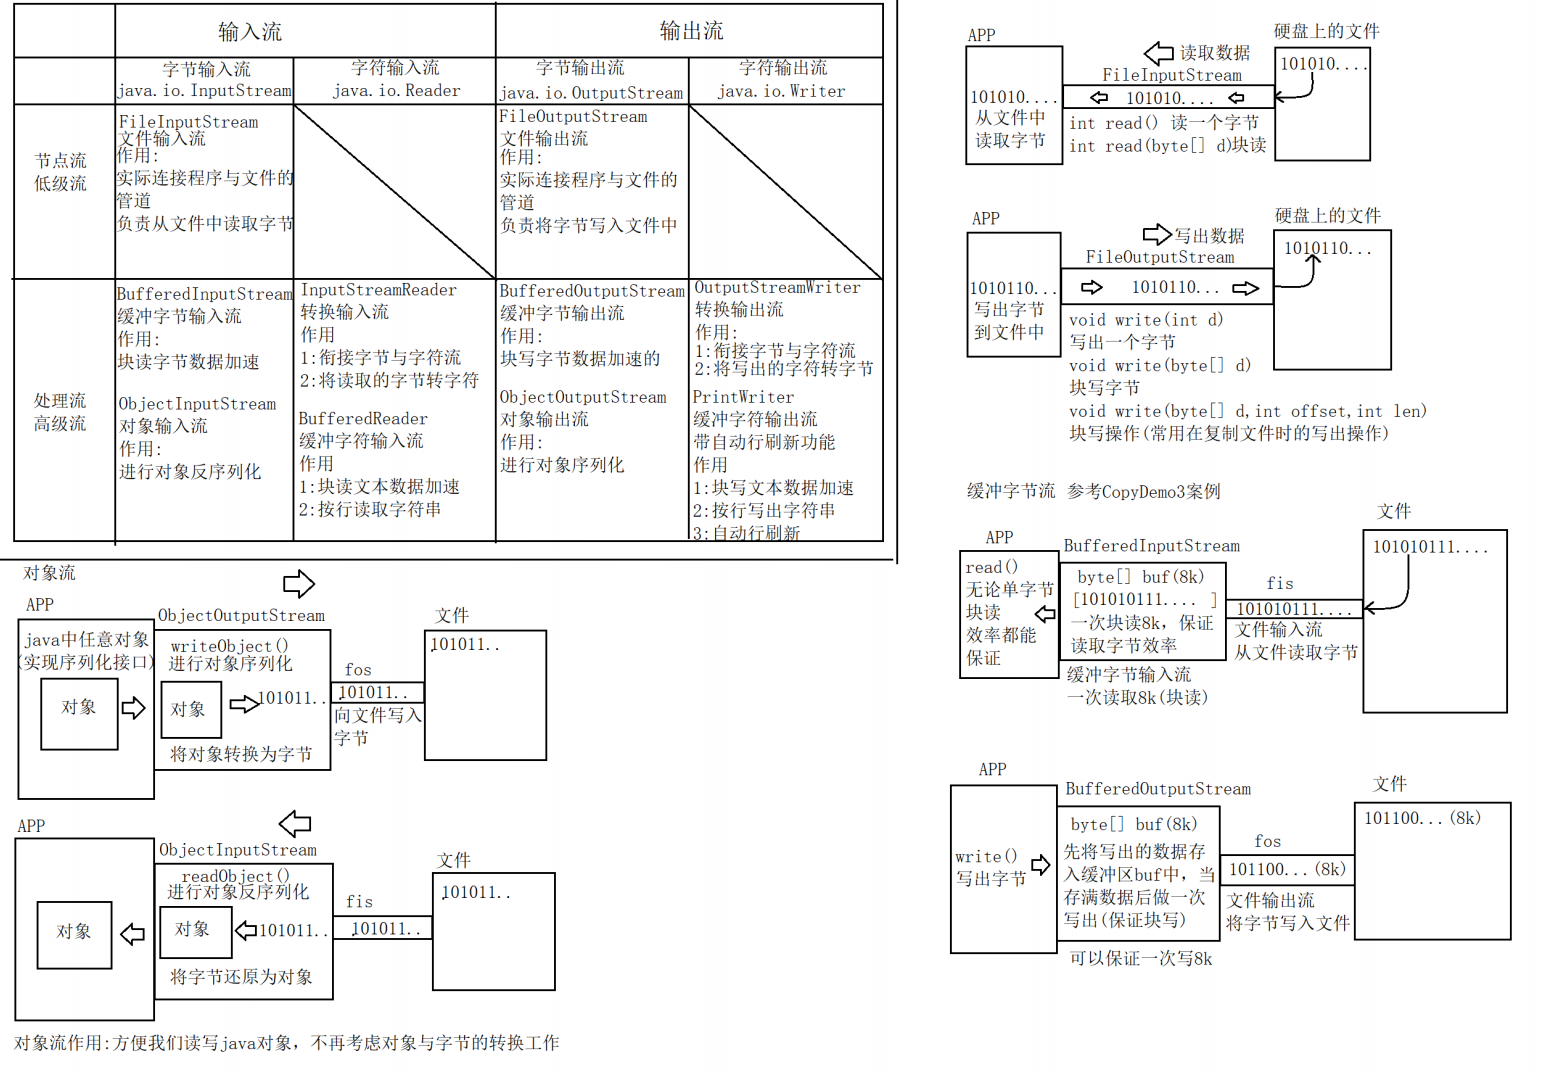 输入流
输出流
字节输入流
java.io.InputStream
字符输入流
java.io.Reader
字节输出流
java.io.OutputStream
字符输出流
java.io.Writer
节点流
低级流
FileInputStream
文件输入流
作用:
实际连接程序与文件的
管道
负责从文件中读取字节
FileOutputStream
文件输出流
作用:
实际连接程序与文件的
管道
负责将字节写入文件中
处理流
高级流
BufferedInputStream
缓冲字节输入流
作用:
块读字节数据加速
ObjectInputStream
对象输入流
作用:
进行对象反序列化
InputStreamReader
转换输入流
作用
1:衔接字节与字符流
2:将读取的字节转字符
BufferedReader
缓冲字符输入流
作用
1:块读文本数据加速
2:按行读取字符串
BufferedOutputStream
缓冲字节输出流
作用:
块写字节数据加速的
ObjectOutputStream
对象输出流
作用:
进行对象序列化
OutputStreamWriter
转换输出流
作用:
1:衔接字节与字符流
2:将写出的字符转字节
PrintWriter
缓冲字符输出流
带自动行刷新功能
作用
1:块写文本数据加速
2:按行写出字符串
3:自动行刷新
对象流
APP
java中任意对象
(实现序列化接口)
对象
ObjectOutputStream
writeObject()
进行对象序列化
对象
101011..
将对象转换为字节
fos
101011..
向文件写入
字节
文件
101011..
APP
对象
ObjectInputStream
readObject()
进行对象反序列化
对象
101011..
将字节还原为对象
fis
101011..
文件
101011..
对象流作用:方便我们读写java对象, 不再考虑对象与字节的转换工作
APP
101010....
从文件中
读取字节
读取数据
FileInputStream
101010....
int read() 读一个字节
int read(byte[] d)块读
硬盘上的文件
101010....
APP
1010110...
写出字节
到文件中
写出数据
FileOutputStream
1010110...
void write(int d)
写出一个字节
void write(byte[] d)
块写字节
void write(byte[] d,int offset,int len)
块写操作(常用在复制文件时的写出操作)
硬盘上的文件
1010110...
缓冲字节流 参考CopyDemo3案例
APP
read()
无论单字节
块读
效率都能
保证
BufferedInputStream
byte[] buf(8k)
[101010111.... ]
一次块读8k, 保证
读取字节效率
缓冲字节输入流
一次读取8k(块读)
fis
101010111....
文件输入流
从文件读取字节
文件
101010111....
APP
write()
写出字节
BufferedOutputStream
byte[] buf(8k)
先将写出的数据存
入缓冲区buf中, 当
存满数据后做一次
写出(保证块写)
可以保证一次写8k
fos
101100...(8k)
文件输出流
将字节写入文件
文件
101100...(8k)